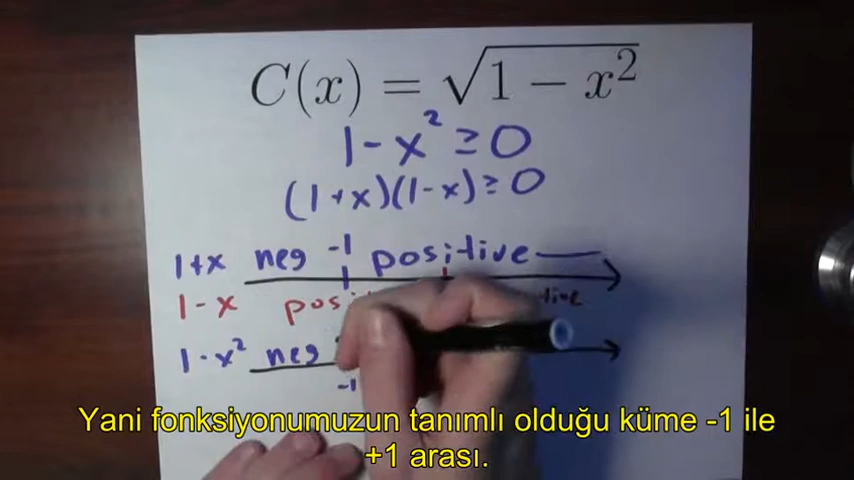 C(x) = √(1 − x²)
1 - x² ≥ 0
(1+x)(1-x) ≥ 0
1+x neg -1 positive
1-x
1-x² neg
-1
Yani fonksiyonumuzun tanımlı olduğu küme -1 ile
+1 arası.